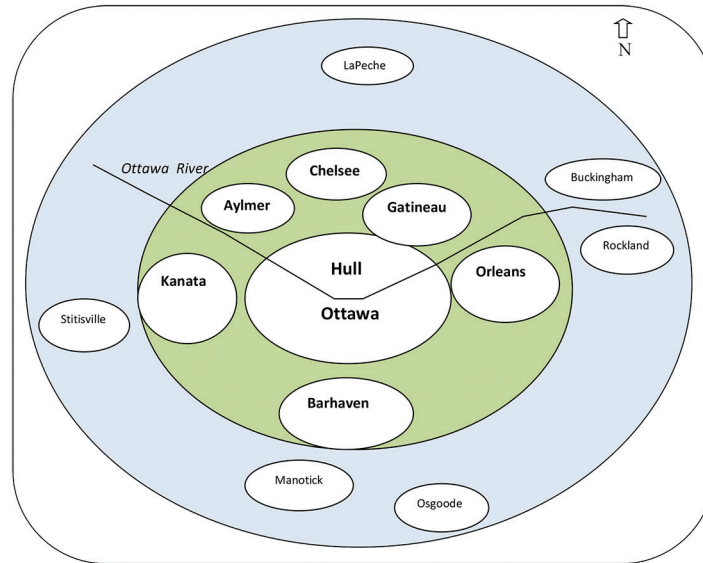 N
LaPeche
Ottawa River
Chelsee
Buckingham
Aylmer
Gatineau
Rockland
Hull
Kanata
Orleans
Ottawa
Stitisville
Barhaven
Manotick
Osgoode